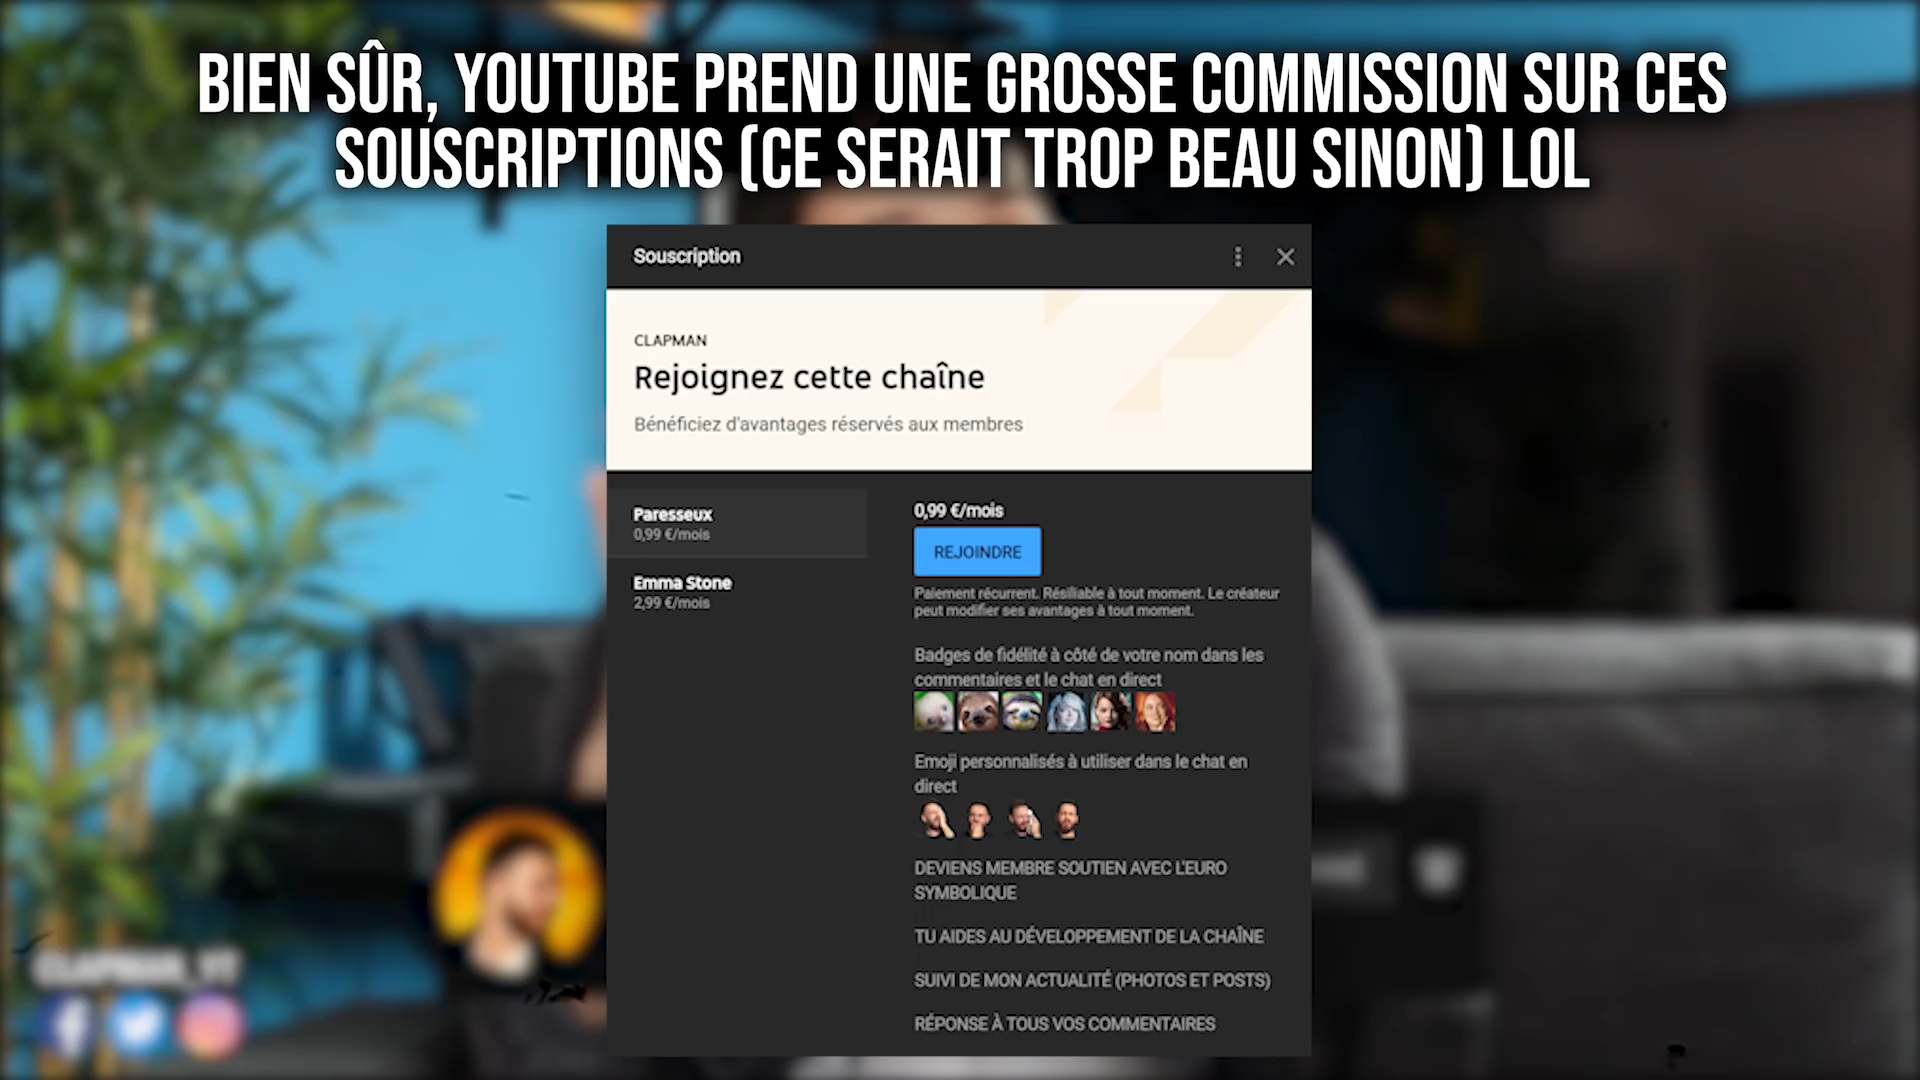 BIEN SÛR, YOUTUBE PREND UNE GROSSE COMMISSION SUR CES
SOUSCRIPTIONS (CE SERAIT TROP BEAU SINON) LOL
Souscription
CLAPMAN
Rejoignez cette chaîne
Bénéficiez d'avantages réservés aux membres
Paresseux
0,99 €/mois
Emma Stone
2,99 €/mois
0,99 €/mois
REJOINDRE
Paiement récurrent. Résiliable à tout moment. Le créateur
peut modifier ses avantages à tout moment.
Badges de fidélité à côté de votre nom dans les
commentaires et le chat en direct
Emoji personnalisés à utiliser dans le chat en
direct
DEVIENS MEMBRE SOUTIEN AVEC L'EURO
SYMBOLIQUE
TU AIDES AU DÉVELOPPEMENT DE LA CHAÎNE
SUIVI DE MON ACTUALITÉ (PHOTOS ET POSTS)
RÉPONSE À TOUS VOS COMMENTAIRES
CLAPMAN_YT